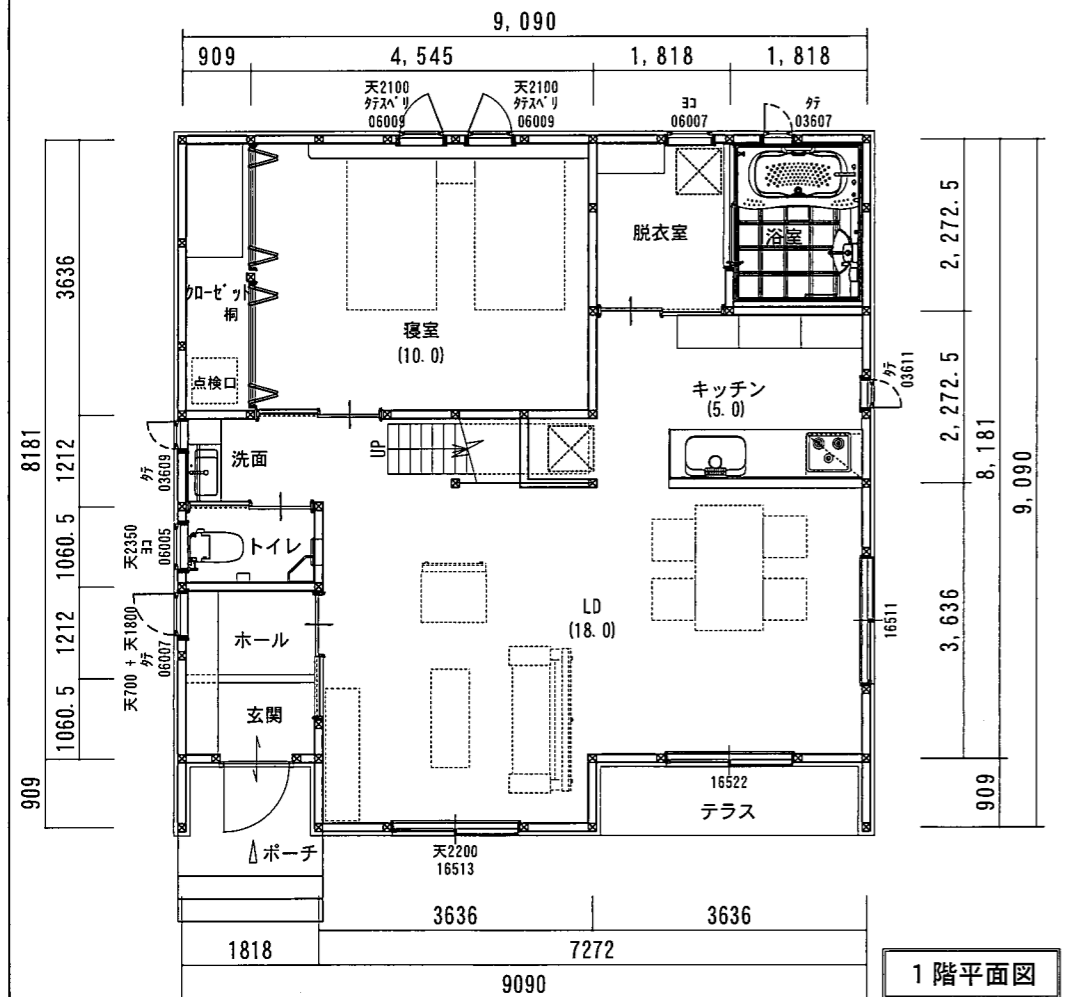 9,090
909
4,545
1,818
1,818
天2100
タテスベリ
06009
天2100
タテスベリ
06009
ヨコ
06007
タテ
03607
3636
8181
1212
1060.5
1212
1060.5
909
タテ
03609
天2350
ヨコ
06005
天700 + 天1800
タテ
06007
クローゼット
桐
点検口
寝室
(10.0)
脱衣室
浴室
キッチン
(5.0)
タテ
03611
洗面
UP
トイレ
ホール
玄関
LD
(18.0)
16511
16522
テラス
ポーチ
天2200
16513
2,272.5
2,272.5
3,636
8,181
9,090
909
3636
3636
1818
7272
9090
1階平面図